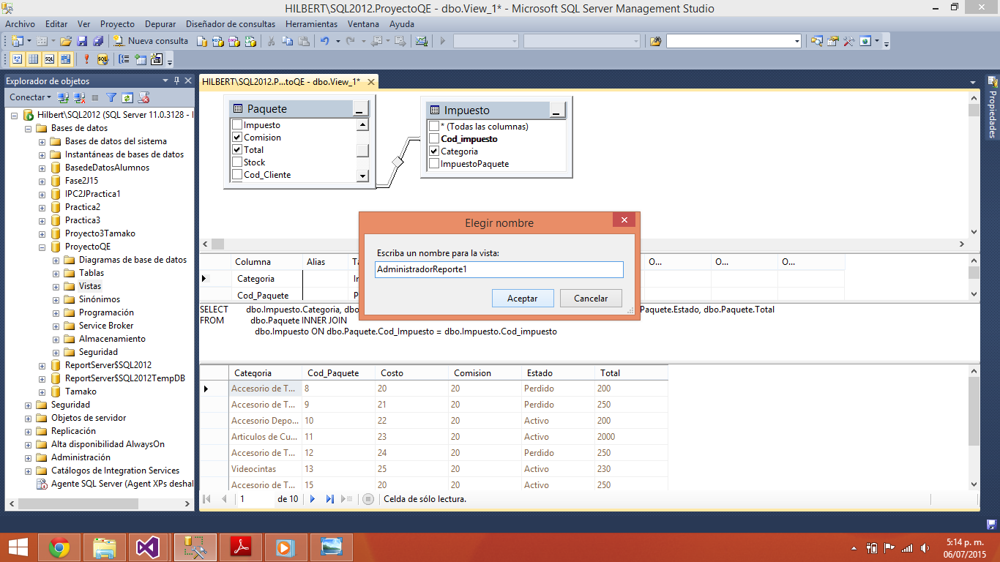 HILBERT\SQL2012.ProyectoQE - dbo.View_1* - Microsoft SQL Server Management Studio
Archivo Editar Ver Proyecto Depurar Diseñador de consultas Herramientas Ventana Ayuda
Nueva consulta
Explorador de objetos
Conectar
Hilbert\SQL2012 (SQL Server 11.0.3128 - I
Bases de datos
Bases de datos del sistema
Instantáneas de bases de datos
BasedeDatosAlumnos
Fase2J15
IPC2JPractica1
Practica2
Practica3
Proyecto3Tamako
ProyectoQE
Diagramas de base de datos
Tablas
Vistas
Sinónimos
Programación
Service Broker
Almacenamiento
Seguridad
ReportServer$SQL2012
ReportServer$SQL2012TempDB
Tamako
Seguridad
Objetos de servidor
Replicación
Alta disponibilidad AlwaysOn
Administración
Catálogos de Integration Services
Agente SQL Server (Agent XPs deshal
HILBERT\SQL2012.P...toQE - dbo.View_1*
Paquete
Impuesto
Comision
Total
Stock
Cod_Cliente
Impuesto
* (Todas las columnas)
Cod_impuesto
Categoria
ImpuestoPaquete
Elegir nombre
Escriba un nombre para la vista:
AdministradorReporte1
Aceptar Cancelar
Columna Alias O... O... O...
Categoria
Cod_Paquete
SELECT dbo.Impuesto.Categoria, Paquete.Estado, dbo.Paquete.Total
FROM dbo.Paquete INNER JOIN
dbo.Impuesto ON dbo.Paquete.Cod_Impuesto = dbo.Impuesto.Cod_impuesto
Categoria Cod_Paquete Costo Comision Estado Total
Accesorio de T... 8 20 20 Perdido 200
Accesorio de T... 9 21 20 Perdido 250
Accesorio Depo... 10 22 20 Activo 200
Articulos de Cu... 11 23 20 Activo 2000
Accesorio de T... 12 24 20 Perdido 250
Videocintas 13 25 20 Activo 230
Accesorio de T... 15 20 20 Activo 250
1 de 10 Celda de sólo lectura.
Propiedades
5:14 p. m.
06/07/2015